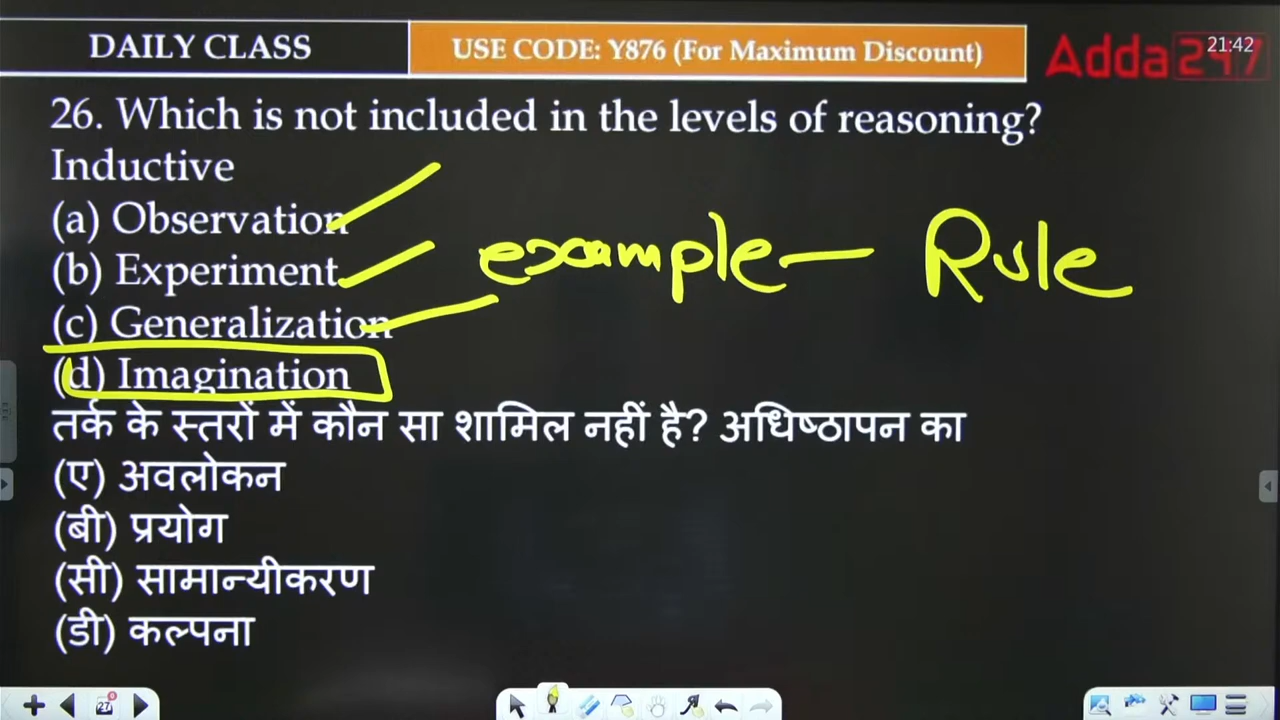 DAILY CLASS
USE CODE: Y876 (For Maximum Discount)
Adda247
21:42
26. Which is not included in the levels of reasoning?
Inductive
(a) Observation
(b) Experiment
example— Rule
(c) Generalization
(d) Imagination
तर्क के स्तरों में कौन सा शामिल नहीं है? अधिष्ठापन का
(ए) अवलोकन
(बी) प्रयोग
(सी) सामान्यीकरण
(डी) कल्पना
27